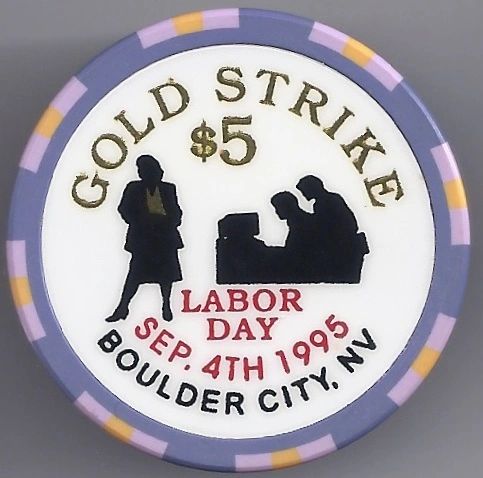 GOLD STRIKE
$5
LABOR
DAY
SEP. 4TH 1995
BOULDER CITY, NV